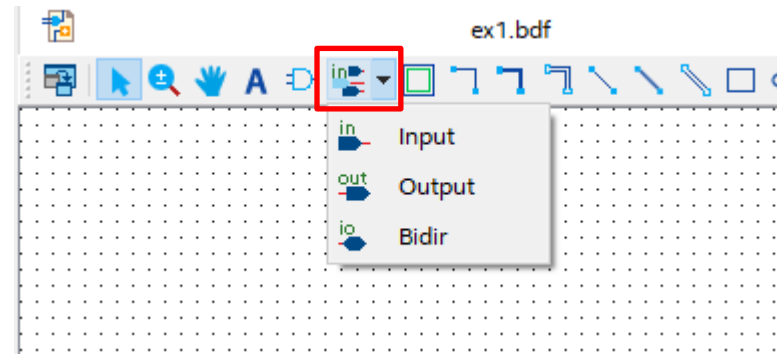 ex1.bdf
A
in
in
Input
out
Output
io
Bidir